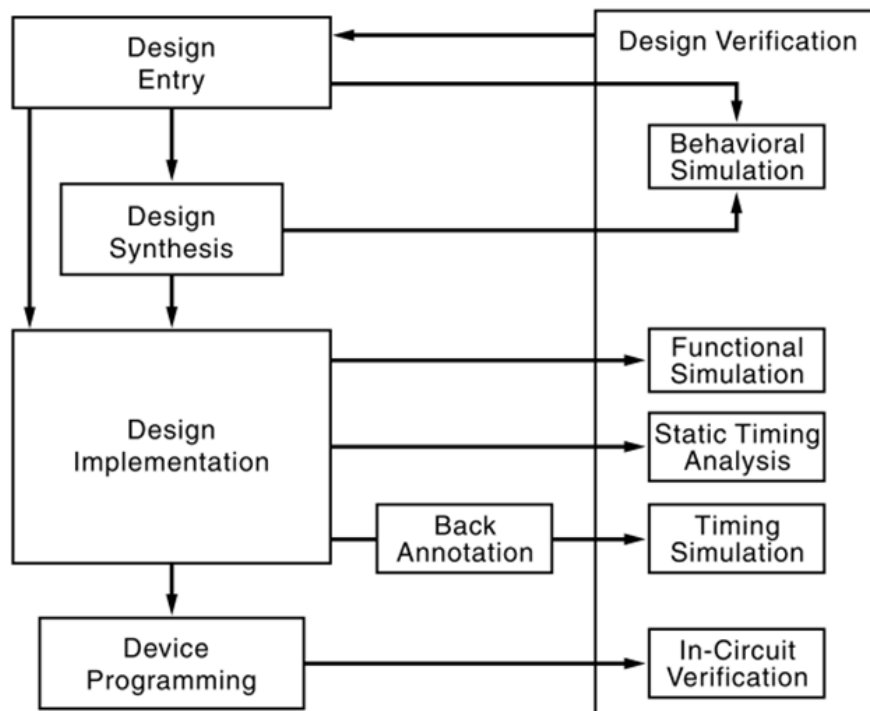 Design
Entry
Design Verification
Behavioral
Simulation
Design
Synthesis
Functional
Simulation
Design
Implementation
Static Timing
Analysis
Back
Annotation
Timing
Simulation
Device
Programming
In-Circuit
Verification